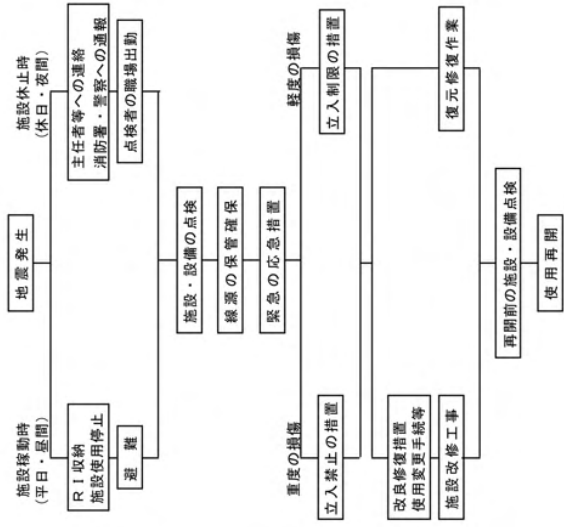 地震発生
施設稼動時
(平日・昼間)
施設休止時
(休日・夜間)
RI収納
施設使用停止
主任者等への連絡
消防署・警察への通報
避難
点検者の職場出勤
施設・設備の点検
線源の保管確保
緊急の応急措置
重度の損傷
軽度の損傷
立入禁止の措置
立入制限の措置
改良修復措置
使用変更手続等
復元修復作業
施設改修工事
再開前の施設・設備点検
使用再開